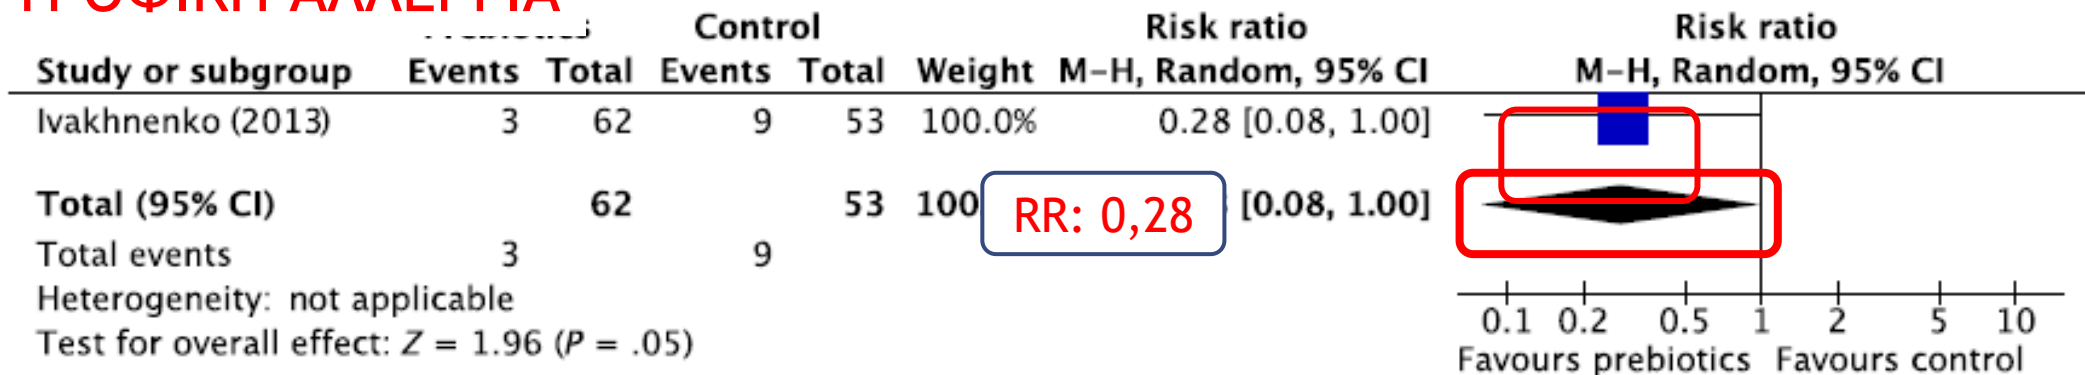 ΤΡΟΦΙΚΗ ΑΛΛΕΡΓΙΑ
Prebiotics Control Risk ratio Risk ratio
Study or subgroup Events Total Events Total Weight M-H, Random, 95% CI M-H, Random, 95% CI
Ivakhnenko (2013) 3 62 9 53 100.0% 0.28 [0.08, 1.00]
Total (95% CI) 62 53 100 RR: 0,28 [0.08, 1.00]
Total events 3 9
Heterogeneity: not applicable
Test for overall effect: Z = 1.96 (P = .05)
0.1 0.2 0.5 1 2 5 10
Favours prebiotics Favours control